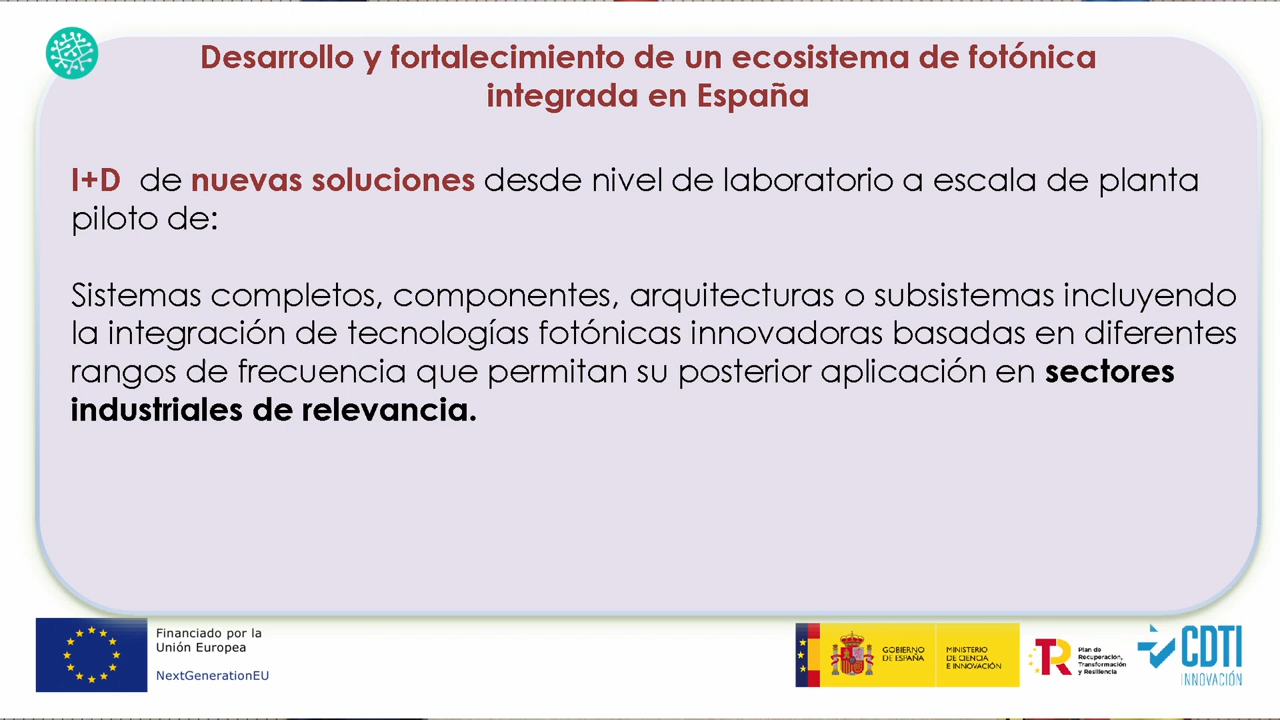 Desarrollo y fortalecimiento de un ecosistema de fotónica
integrada en España
I+D de nuevas soluciones desde nivel de laboratorio a escala de planta
piloto de:
Sistemas completos, componentes, arquitecturas o subsistemas incluyendo
la integración de tecnologías fotónicas innovadoras basadas en diferentes
rangos de frecuencia que permitan su posterior aplicación en sectores
industriales de relevancia.
Financiado por la
Unión Europea
NextGenerationEU
GOBIERNO
DE ESPAÑA
MINISTERIO
DE CIENCIA
E INNOVACIÓN
R
Plan de
Recuperación,
Transformación
y Resiliencia
CDTI
INNOVACIÓN